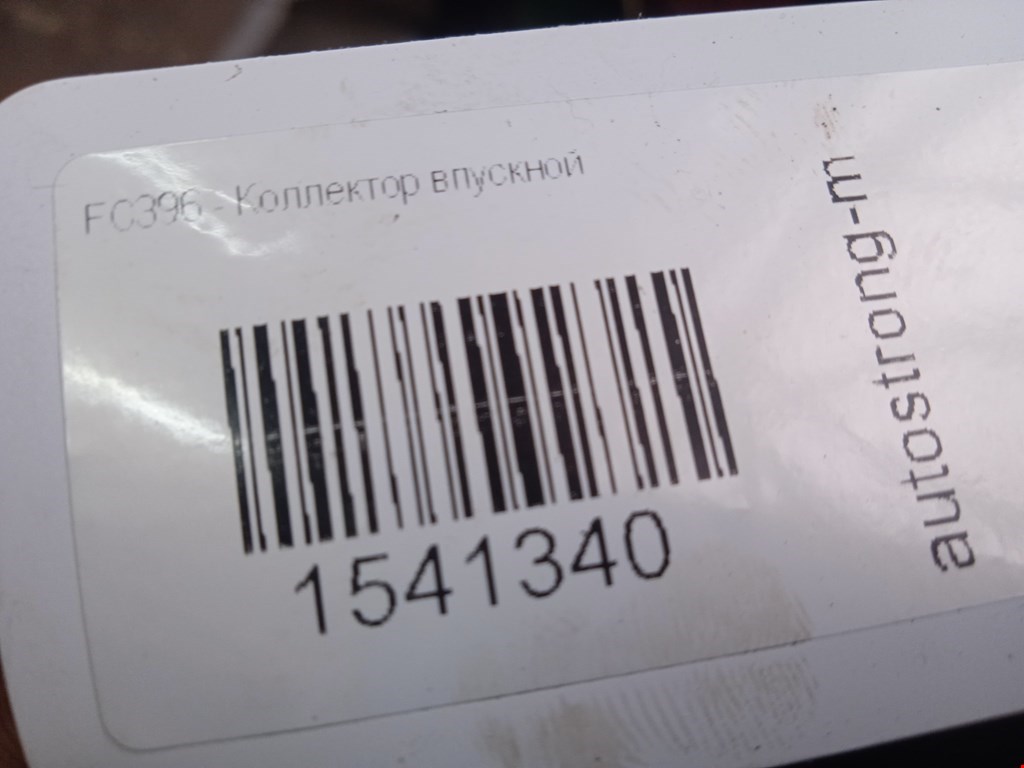 FC396 - Коллектор впускной
1541340
autostrong-m